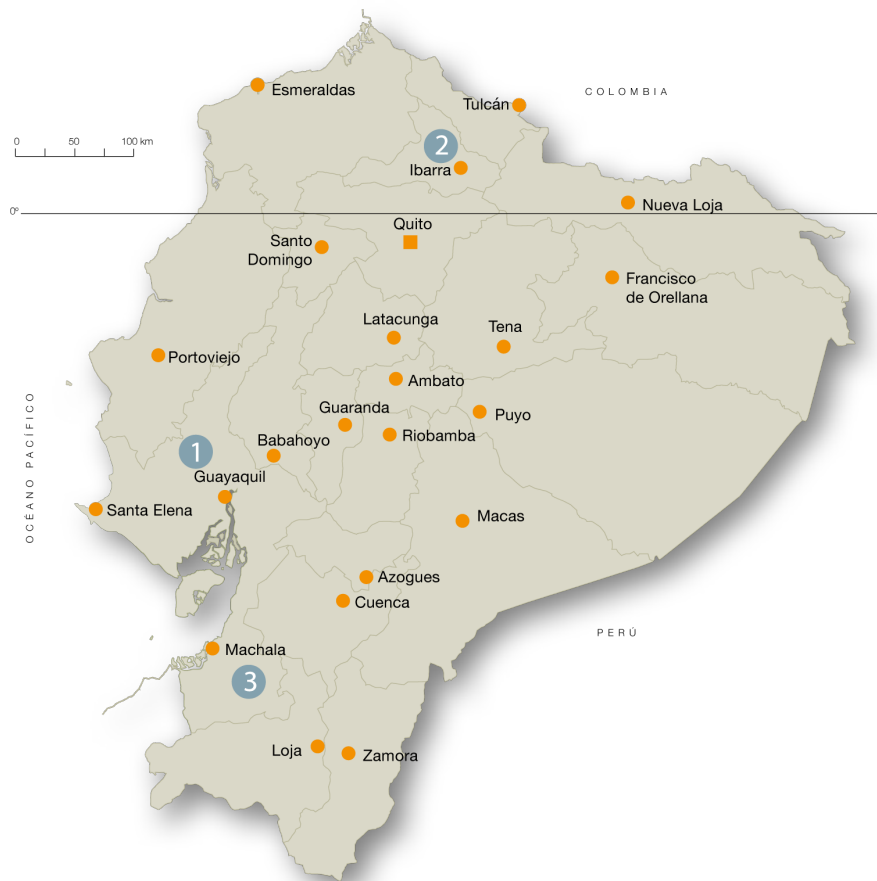 Esmeraldas
COLOMBIA
Tulcán
0
50
100 km
2
Ibarra
Nueva Loja
0º
Quito
Santo
Domingo
Francisco
de Orellana
Latacunga
Tena
Portoviejo
Ambato
Guaranda
Puyo
OCÉANO PACÍFICO
Babahoyo
Riobamba
1
Guayaquil
Santa Elena
Macas
Azogues
Cuenca
PERÚ
Machala
3
Loja
Zamora